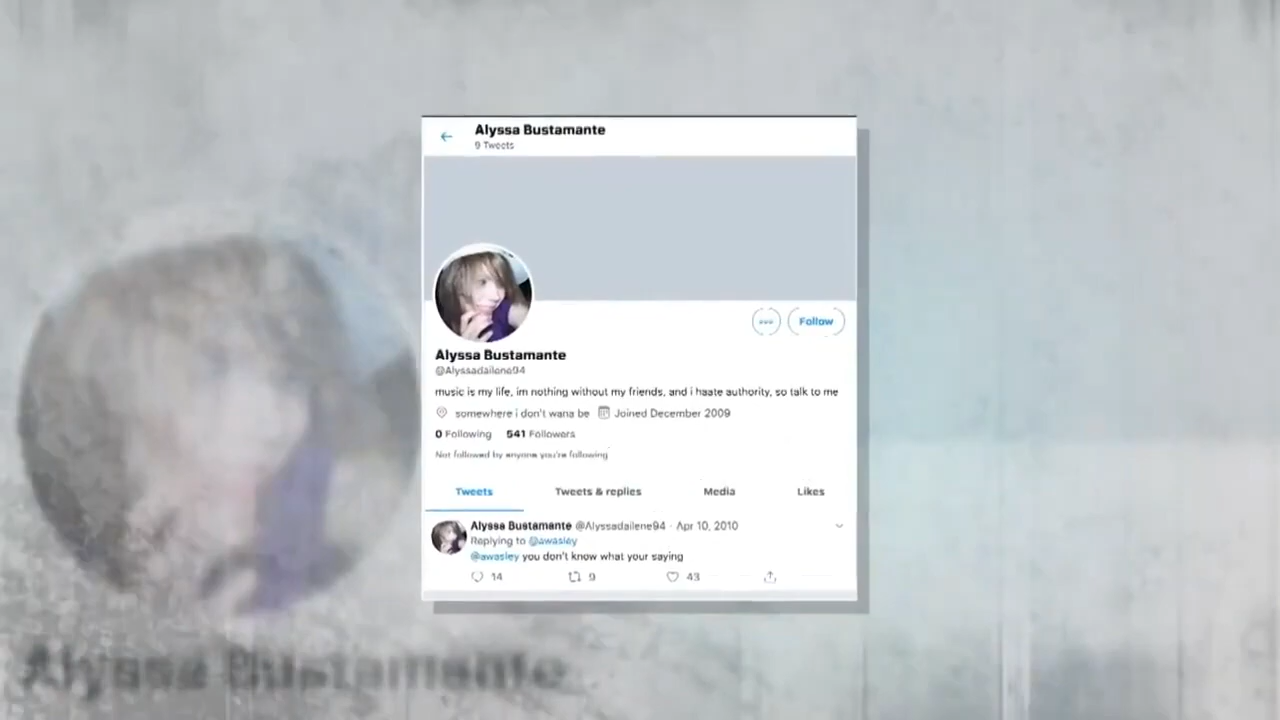 Alyssa Bustamante
9 Tweets
Follow
Alyssa Bustamante
@Alyssadailene94
music is my life, im nothing without my friends, and i haate authority, so talk to me
somewhere i don't wana be Joined December 2009
0 Following 541 Followers
Not followed by anyone you're following
Tweets Tweets & replies Media Likes
Alyssa Bustamante @Alyssadailene94 · Apr 10, 2010
Replying to @awasley
@awasley you don't know what your saying
14 9 43
Alyssa Bustamante